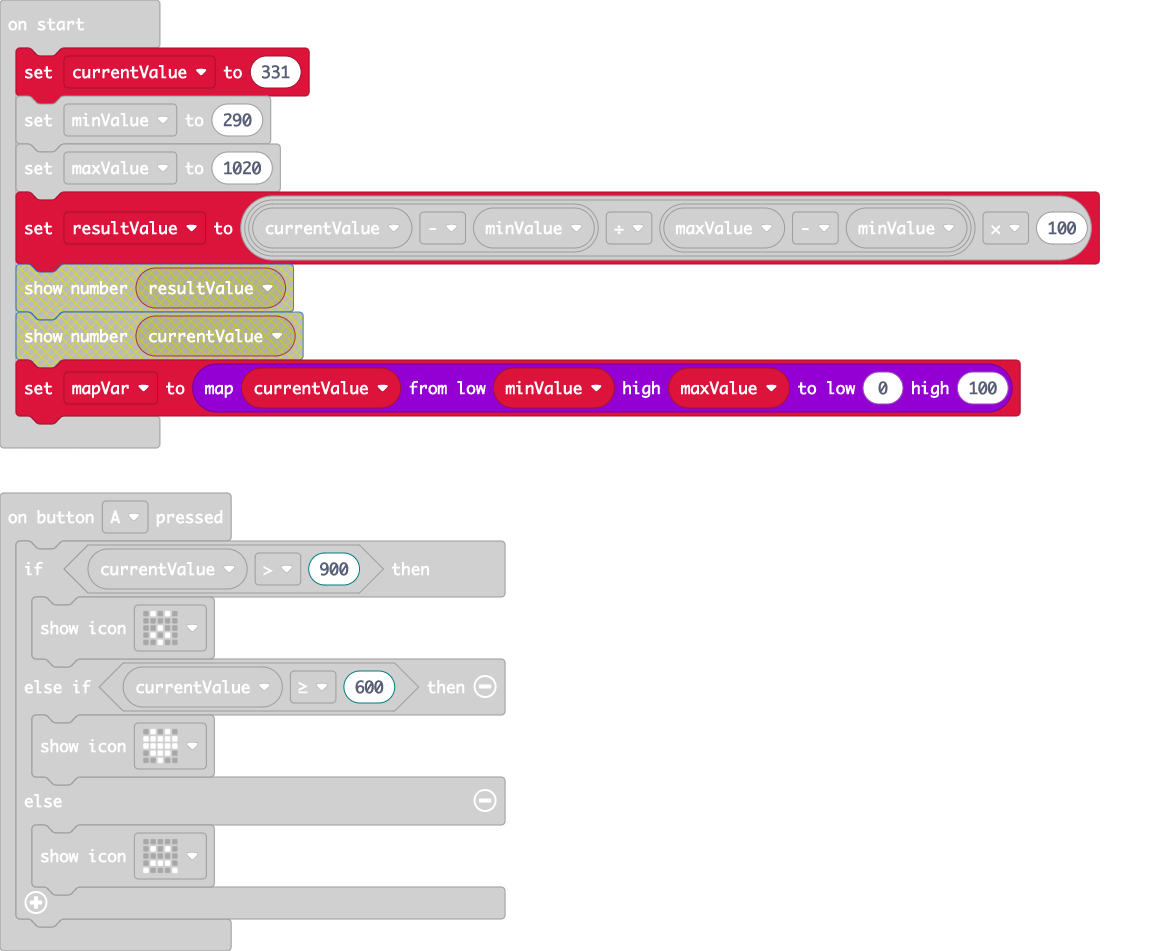 on start
set currentValue to 331
set minValue to 290
set maxValue to 1020
set resultValue to currentValue - minValue ÷ maxValue - minValue × 100
show number resultValue
show number currentValue
set mapVar to map currentValue from low minValue high maxValue to low 0 high 100
on button A pressed
if currentValue > 900 then
show icon
else if currentValue ≥ 600 then
show icon
else
show icon